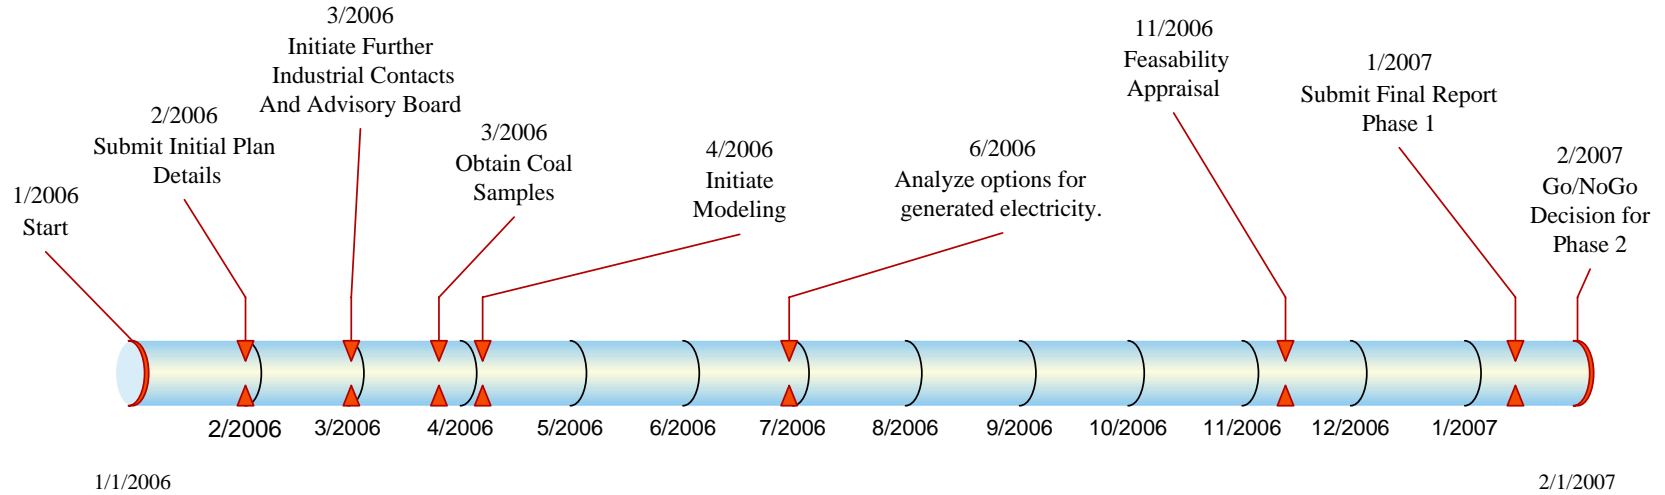 1/2006
Start
2/2006
Submit Initial Plan
Details
3/2006
Initiate Further
Industrial Contacts
And Advisory Board
3/2006
Obtain Coal
Samples
4/2006
Initiate
Modeling
6/2006
Analyze options for
generated electricity.
11/2006
Feasability
Appraisal
1/2007
Submit Final Report
Phase 1
2/2007
Go/NoGo
Decision for
Phase 2
2/2006 3/2006 4/2006 5/2006 6/2006 7/2006 8/2006 9/2006 10/2006 11/2006 12/2006 1/2007
1/1/2006 2/1/2007